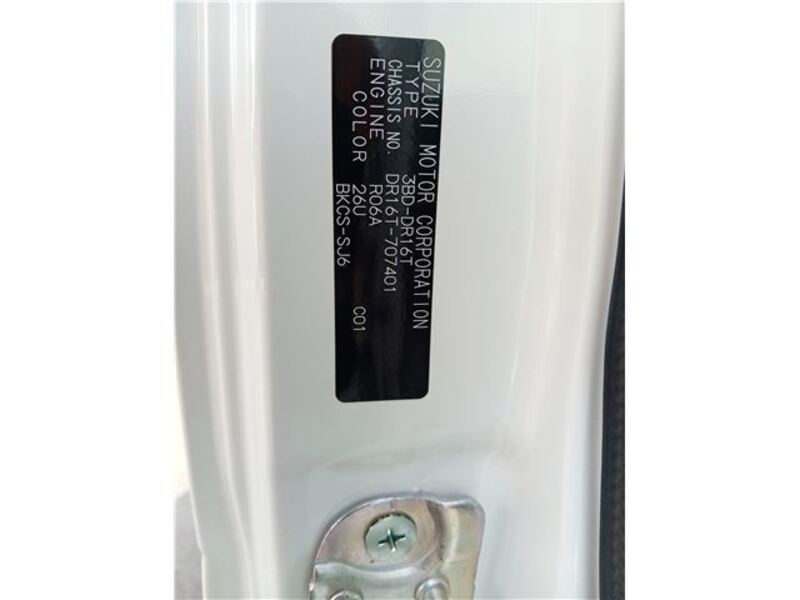 SUZUKI MOTOR CORPORATION
TYPE 3BD-DR16T
CHASSIS NO. DR16T-707401
ENGINE R06A
COLOR 26U C01
BKCS-SJ6